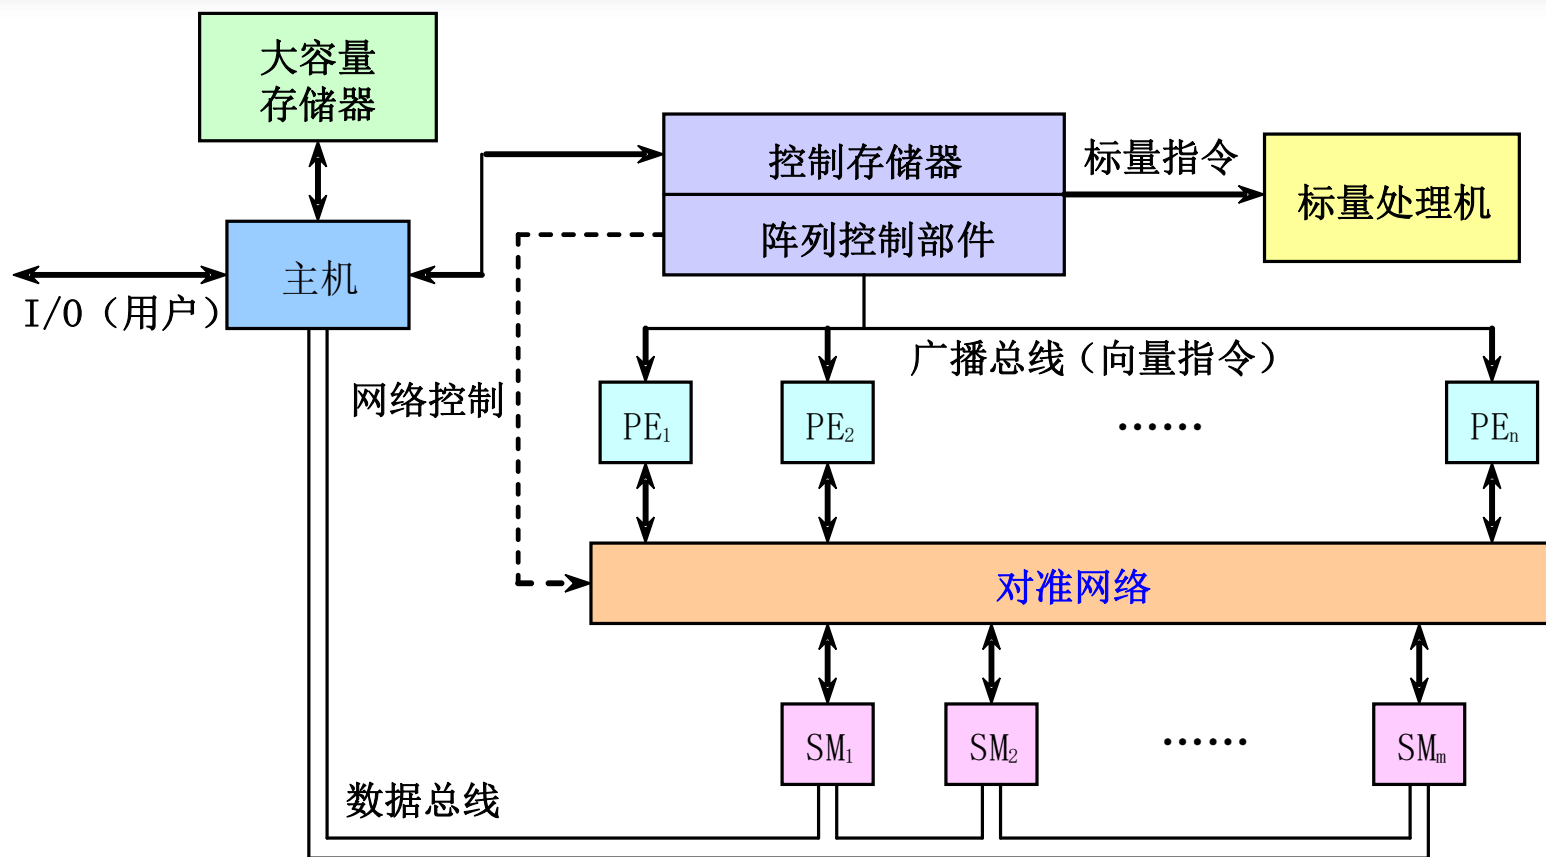 大容量
存储器
控制存储器
标量指令
标量处理机
阵列控制部件
主机
I/O（用户）
广播总线（向量指令）
网络控制
PE1
PE2
……
PEn
对准网络
SM1
SM2
……
SMm
数据总线